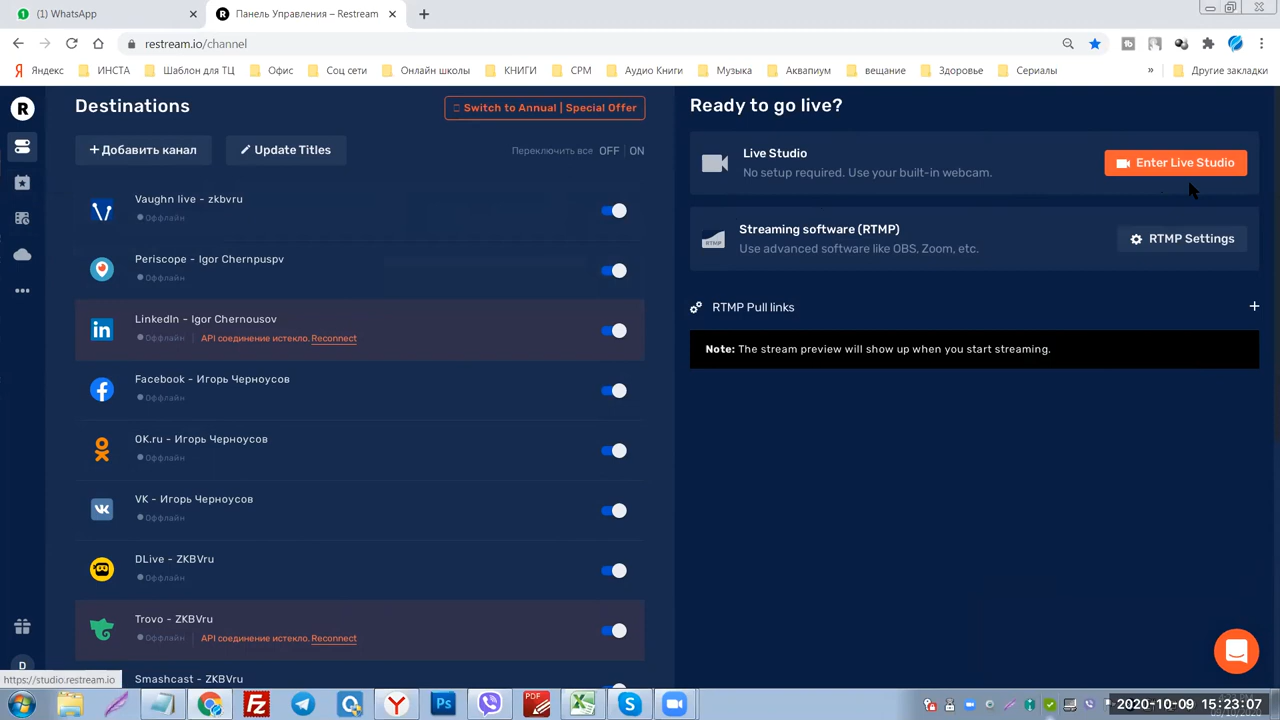 WhatsApp
Панель Управления – Restream
restream.io/channel
Яндекс
ИНСТА
Шаблон для ТЦ
Офис
Соц сети
Онлайн школы
КНИГИ
СРМ
Аудио Книги
Музыка
Аквапиум
вещание
Здоровье
Сериалы
»
Другие закладки
Destinations
Switch to Annual | Special Offer
+ Добавить канал
Update Titles
Переключить все OFF | ON
Vaughn live - zkbvru
Оффлайн
Periscope - Igor Chernpuspv
Оффлайн
LinkedIn - Igor Chernousov
Оффлайн | API соединение истекло. Reconnect
Facebook - Игорь Черноусов
Оффлайн
OK.ru - Игорь Черноусов
Оффлайн
VK - Игорь Черноусов
Оффлайн
DLive - ZKBVru
Оффлайн
Trovo - ZKBVru
Оффлайн | API соединение истекло. Reconnect
Smashcast - ZKBVru
Ready to go live?
Live Studio
No setup required. Use your built-in webcam.
Enter Live Studio
Streaming software (RTMP)
Use advanced software like OBS, Zoom, etc.
RTMP Settings
RTMP Pull links
Note: The stream preview will show up when you start streaming.
D
https://studio.restream.io
2020-10-09 15:23:07